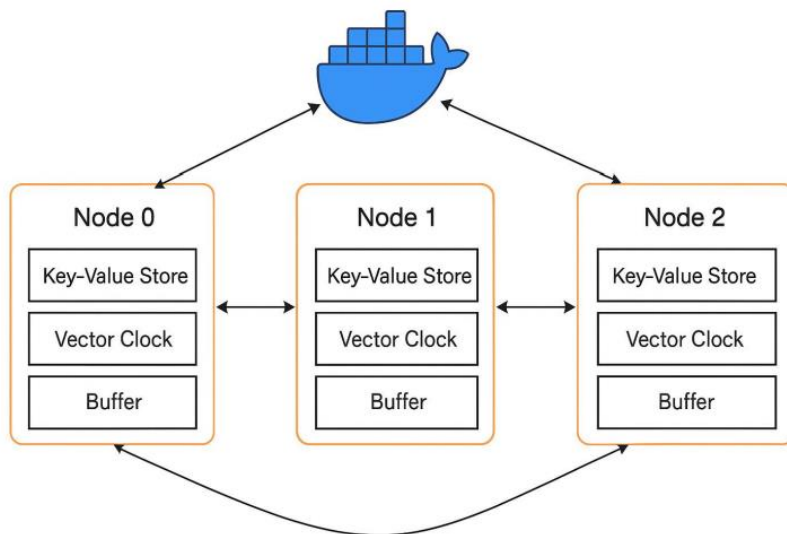 Node 0
Key-Value Store
Vector Clock
Buffer
Node 1
Key-Value Store
Vector Clock
Buffer
Node 2
Key-Value Store
Vector Clock
Buffer